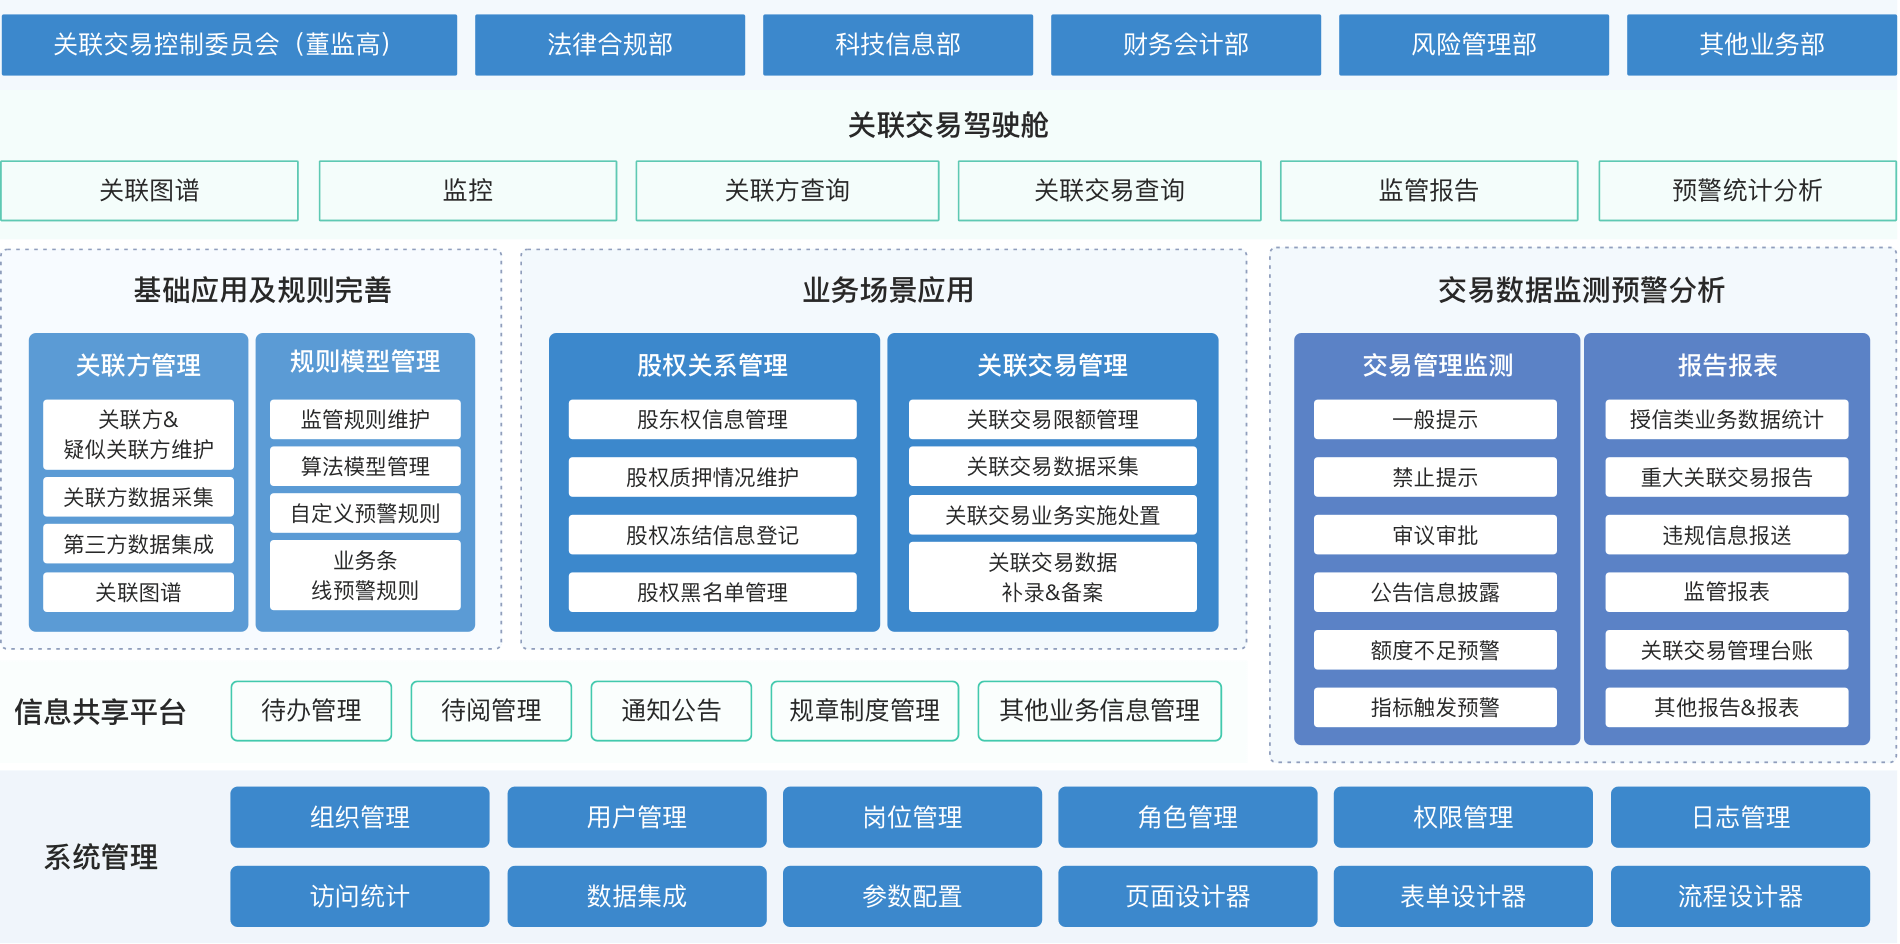 关联交易控制委员会（董监高）
法律合规部
科技信息部
财务会计部
风险管理部
其他业务部
关联交易驾驶舱
关联图谱
监控
关联方查询
关联交易查询
监管报告
预警统计分析
基础应用及规则完善
关联方管理
关联方&
疑似关联方维护
关联方数据采集
第三方数据集成
关联图谱
规则模型管理
监管规则维护
算法模型管理
自定义预警规则
业务条
线预警规则
业务场景应用
股权关系管理
股东权信息管理
股权质押情况维护
股权冻结信息登记
股权黑名单管理
关联交易管理
关联交易限额管理
关联交易数据采集
关联交易业务实施处置
关联交易数据
补录&备案
交易数据监测预警分析
交易管理监测
一般提示
禁止提示
审议审批
公告信息披露
额度不足预警
指标触发预警
报告报表
授信类业务数据统计
重大关联交易报告
违规信息报送
监管报表
关联交易管理台账
其他报告&报表
信息共享平台
待办管理
待阅管理
通知公告
规章制度管理
其他业务信息管理
系统管理
组织管理
用户管理
岗位管理
角色管理
权限管理
日志管理
访问统计
数据集成
参数配置
页面设计器
表单设计器
流程设计器